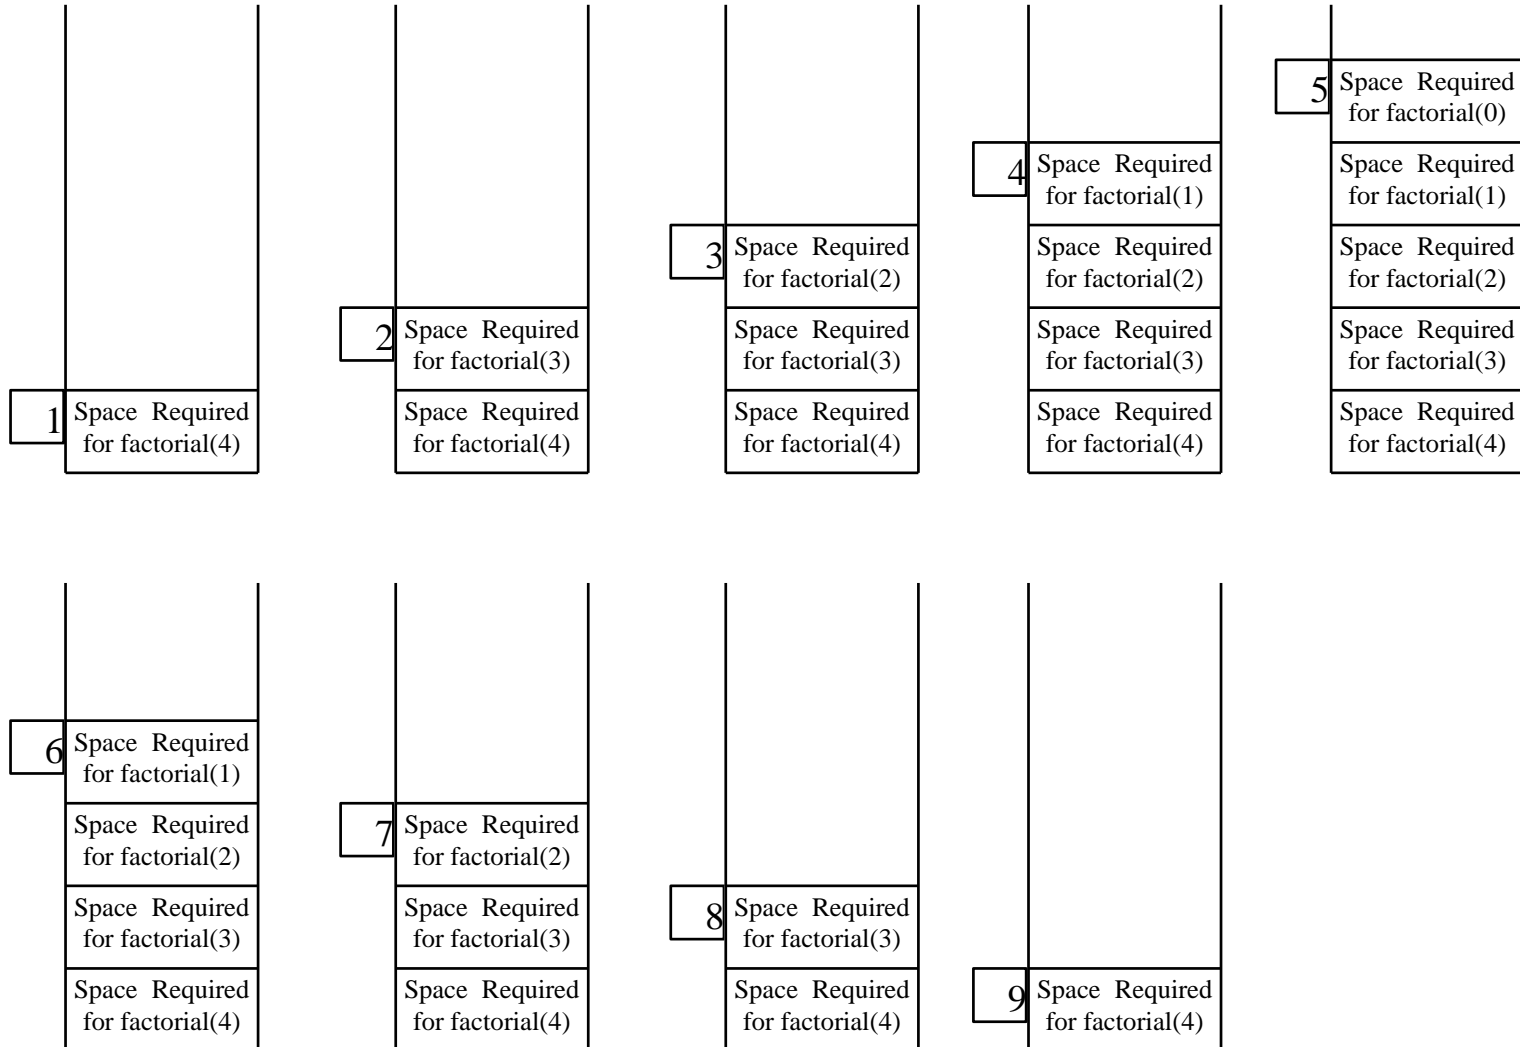 5
Space Required
for factorial(0)
4
Space Required
for factorial(1)
Space Required
for factorial(1)
3
Space Required
for factorial(2)
Space Required
for factorial(2)
Space Required
for factorial(2)
2
Space Required
for factorial(3)
Space Required
for factorial(3)
Space Required
for factorial(3)
Space Required
for factorial(3)
1
Space Required
for factorial(4)
Space Required
for factorial(4)
Space Required
for factorial(4)
Space Required
for factorial(4)
Space Required
for factorial(4)
6
Space Required
for factorial(1)
Space Required
for factorial(2)
7
Space Required
for factorial(2)
Space Required
for factorial(3)
Space Required
for factorial(3)
8
Space Required
for factorial(3)
Space Required
for factorial(4)
Space Required
for factorial(4)
Space Required
for factorial(4)
9
Space Required
for factorial(4)